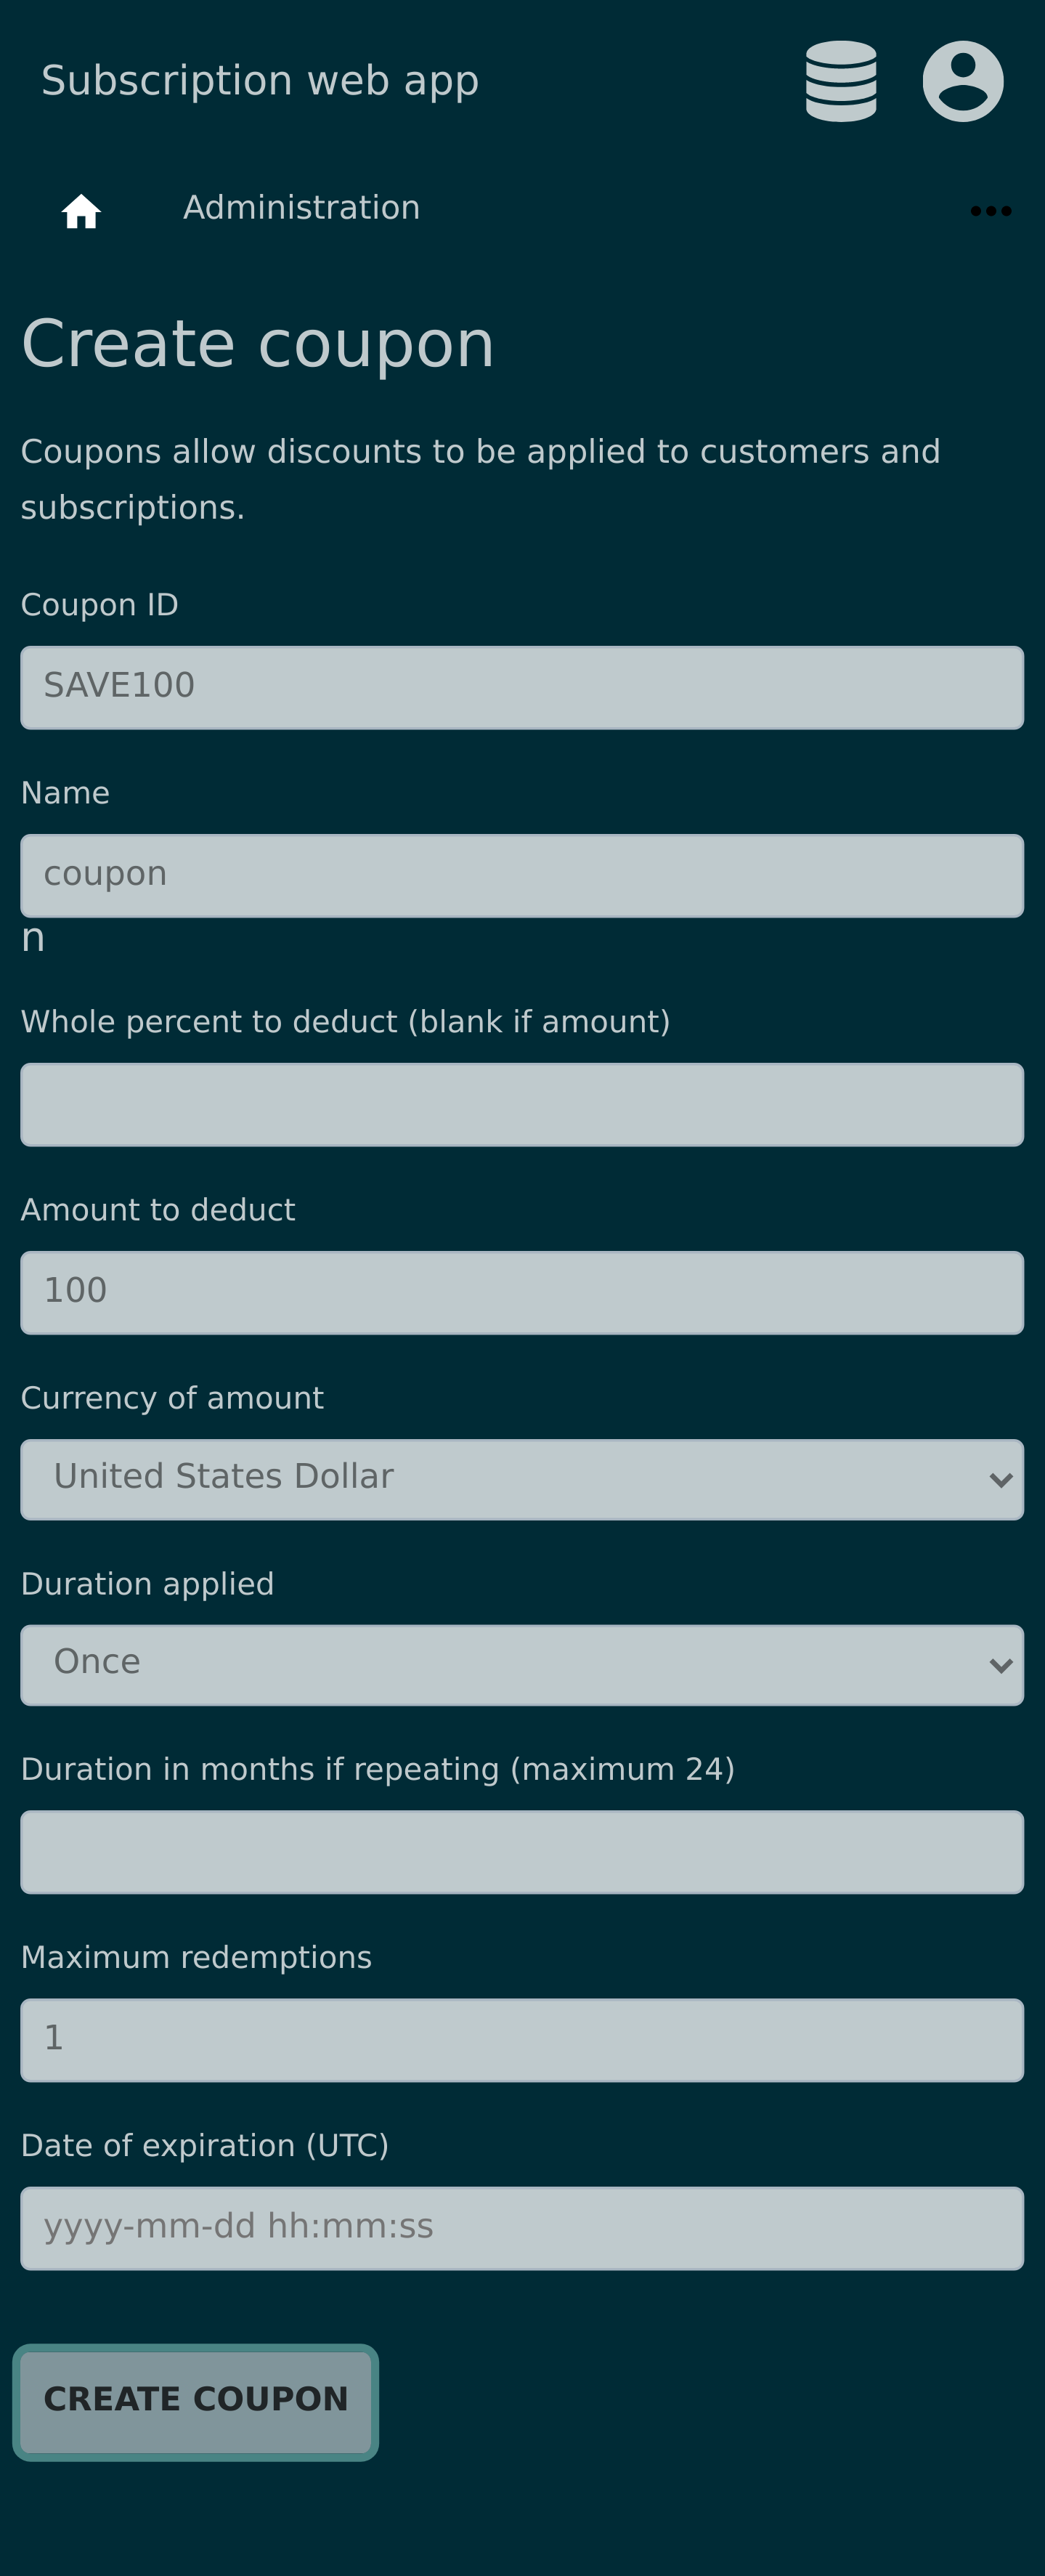 Subscription web app
Administration
Create coupon
Coupons allow discounts to be applied to customers and
subscriptions.
Coupon ID
SAVE100
Name
coupon
n
Whole percent to deduct (blank if amount)
Amount to deduct
100
Currency of amount
United States Dollar
Duration applied
Once
Duration in months if repeating (maximum 24)
Maximum redemptions
1
Date of expiration (UTC)
yyyy-mm-dd hh:mm:ss
CREATE COUPON